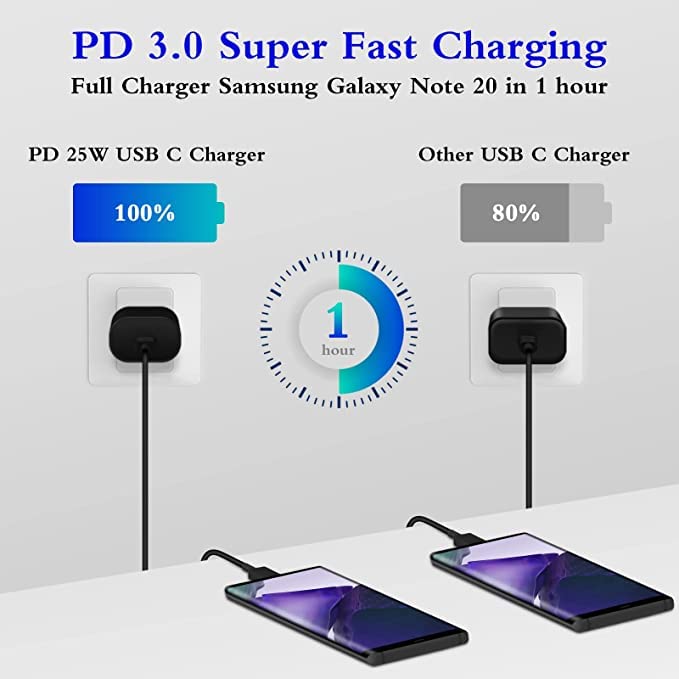 PD 3.0 Super Fast Charging
Full Charger Samsung Galaxy Note 20 in 1 hour
PD 25W USB C Charger
Other USB C Charger
100%
80%
1
hour